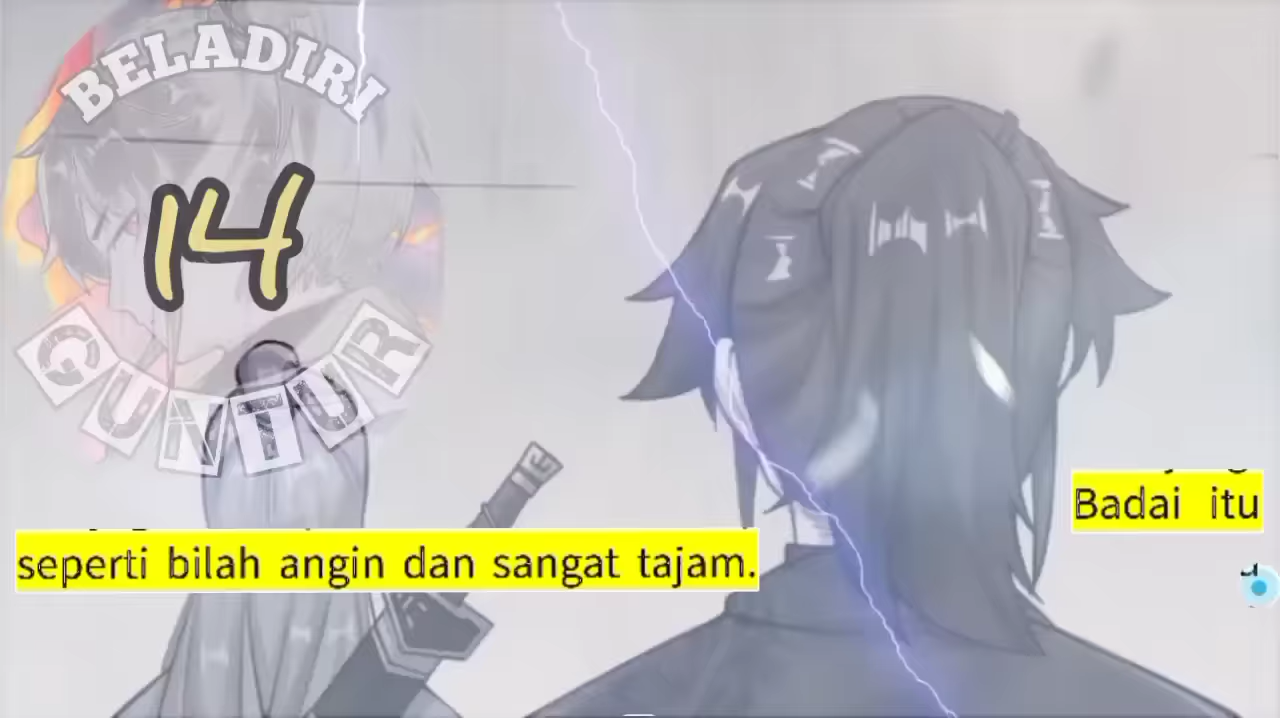 BELADIRI
14
GUNTUR
Badai itu
seperti bilah angin dan sangat tajam.